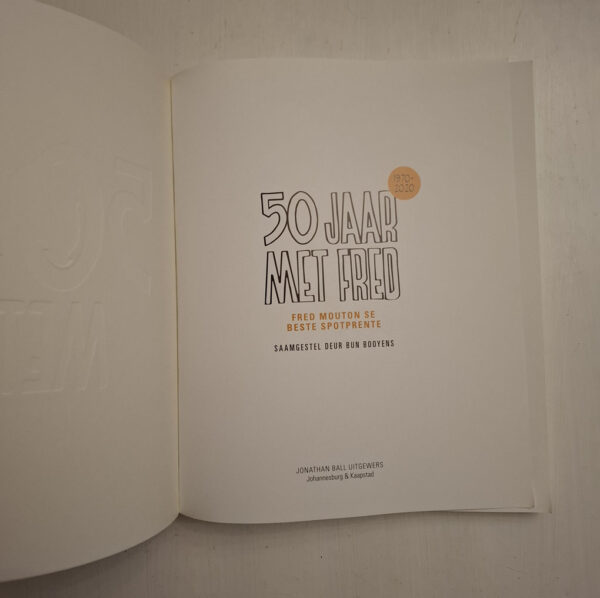 1970-
2020
50 JAAR
MET FRED
FRED MOUTON SE
BESTE SPOTPRENTE
SAAMGESTEL DEUR BUN BOOYENS
JONATHAN BALL UITGEWERS
Johannesburg & Kaapstad